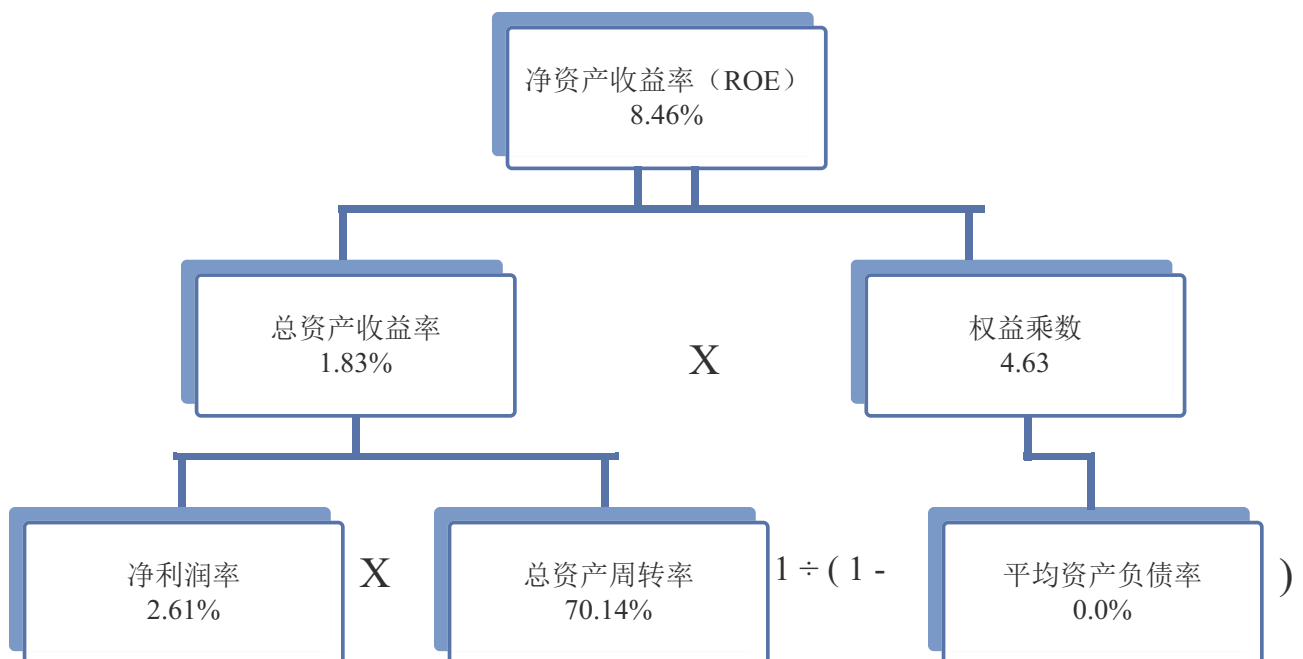 净资产收益率（ROE）
8.46%
总资产收益率
1.83%
X
权益乘数
4.63
净利润率
2.61%
X
总资产周转率
70.14%
1 ÷ ( 1 -
平均资产负债率
0.0%
)